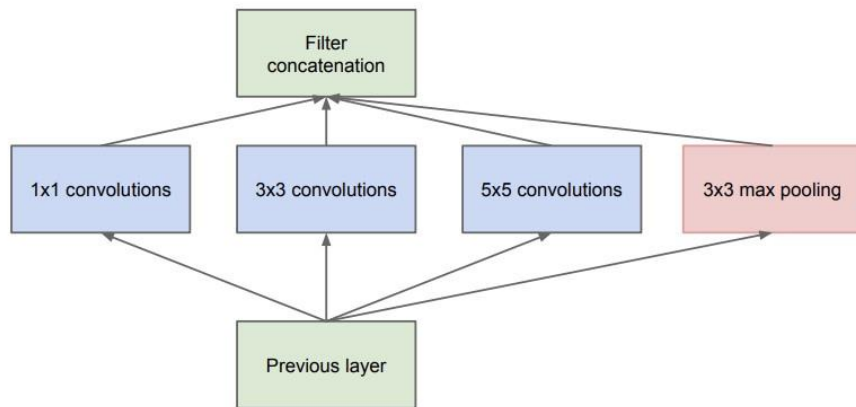 Filter
concatenation
1x1 convolutions
3x3 convolutions
5x5 convolutions
3x3 max pooling
Previous layer